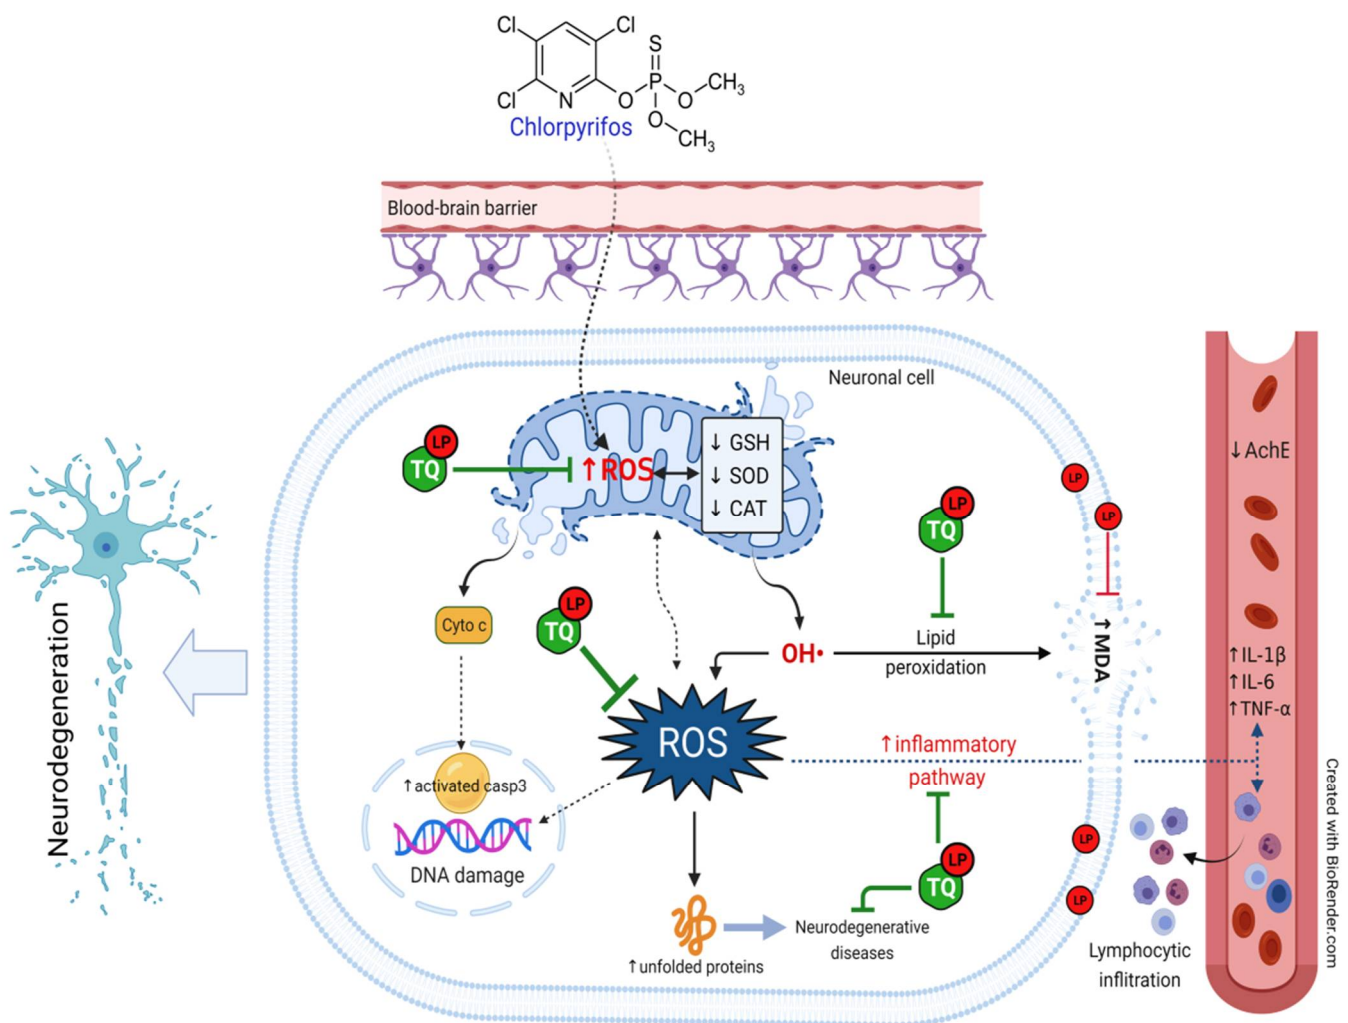 Cl
Cl
S
Cl
N
O
P
O
CH3
O
CH3
Chlorpyrifos
Blood-brain barrier
Neuronal cell
LP
TQ
↑ROS
↓ GSH
↓ SOD
↓ CAT
LP
TQ
LP
LP
↓AchE
Cyto c
LP
TQ
OH•
Lipid
peroxidation
↑MDA
↑IL-1β
↑IL-6
↑TNF-α
Neurodegeneration
ROS
↑inflammatory
pathway
↑activated casp3
DNA damage
LP
TQ
LP
LP
↑unfolded proteins
Neurodegenerative
diseases
Lymphocytic
inflitration
Created with BioRender.com